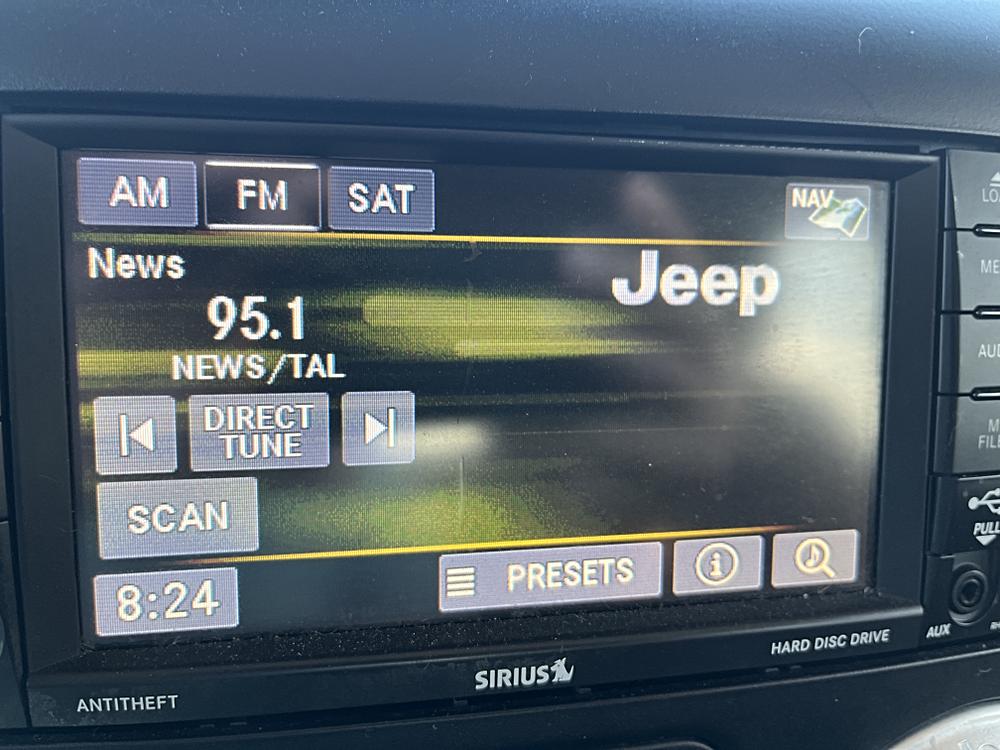 AM FM SAT NAV
News
Jeep
95.1
NEWS/TAL
DIRECT
TUNE
SCAN
8:24
PRESETS
HARD DISC DRIVE
SIRIUS
ANTITHEFT
PULL
AUX